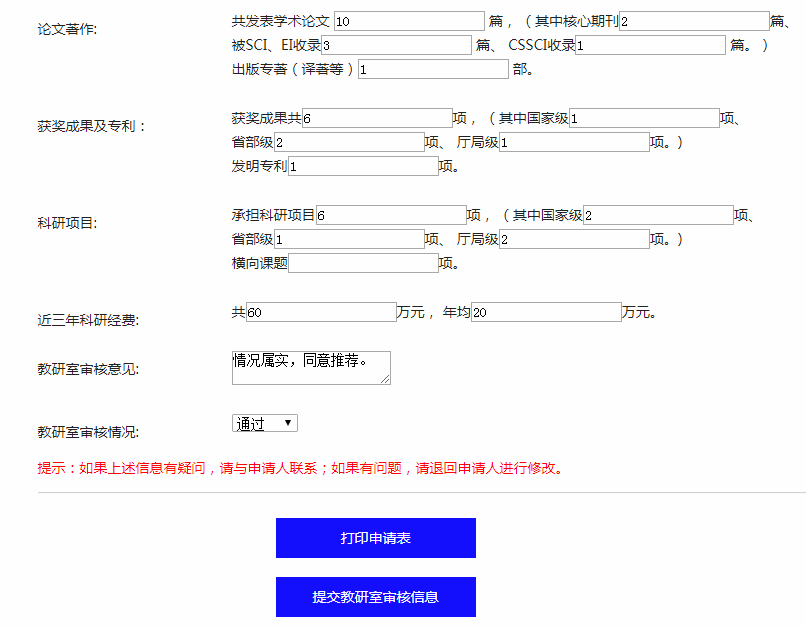 论文著作:
共发表学术论文 10 篇，（ 其中核心期刊2 篇、
被SCI、EI收录3 篇、 CSSCI收录1 篇。 ）
出版专著（ 译著等 ）1 部。
获奖成果及专利：
获奖成果共6 项，（ 其中国家级1 项、
省部级2 项、 厅局级1 项。）
发明专利1 项。
科研项目:
承担科研项目6 项，（ 其中国家级2 项、
省部级1 项、 厅局级2 项。）
横向课题 项。
近三年科研经费:
共60 万元， 年均20 万元。
教研室审核意见:
情况属实，同意推荐。
教研室审核情况:
通过
提示：如果上述信息有疑问，请与申请人联系；如果有问题，请退回申请人进行修改。
打印申请表
提交教研室审核信息